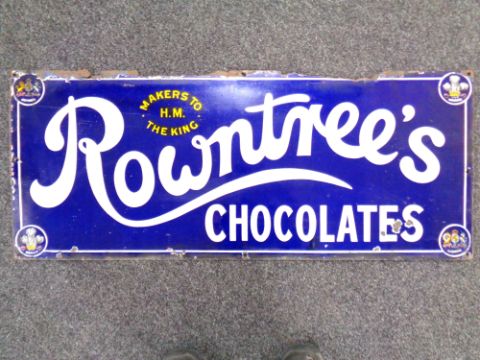 MAKERS TO
H.M.
THE KING
Rowntree's
CHOCOLATES